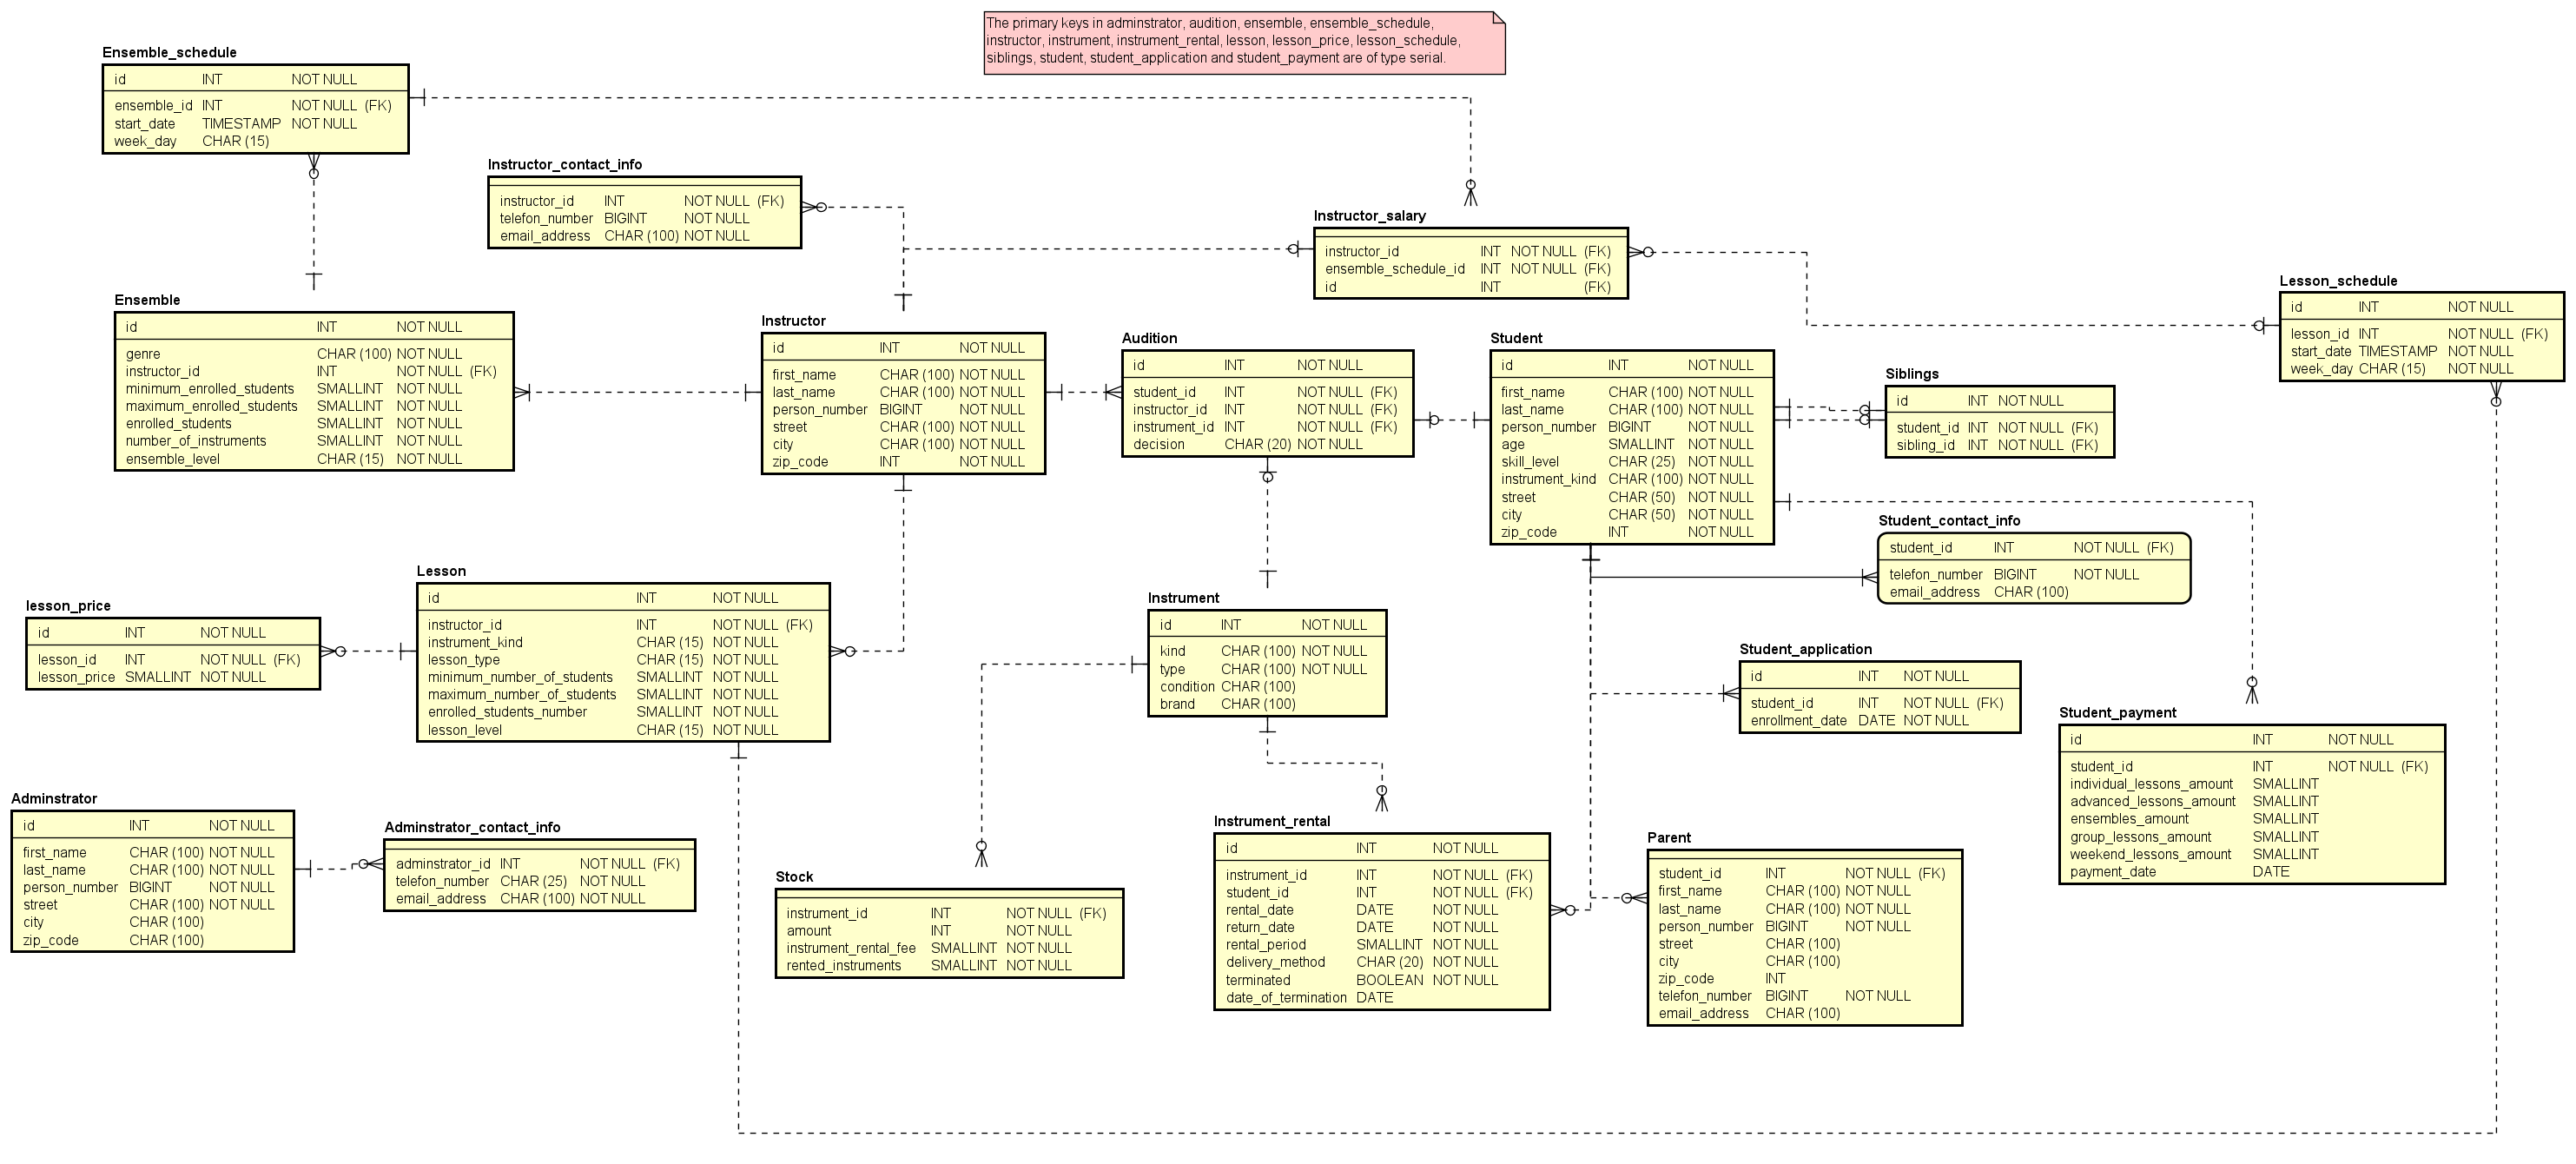 The primary keys in adminstrator, audition, ensemble, ensemble_schedule,
instructor, instrument, instrument_rental, lesson, lesson_price, lesson_schedule,
siblings, student, student_application and student_payment are of type serial.
Ensemble_schedule
id INT NOT NULL
ensemble_id INT NOT NULL (FK)
start_date TIMESTAMP NOT NULL
week_day CHAR (15)
Instructor_contact_info
instructor_id INT NOT NULL (FK)
telefon_number BIGINT NOT NULL
email_address CHAR (100) NOT NULL
Instructor_salary
instructor_id INT NOT NULL (FK)
ensemble_schedule_id INT NOT NULL (FK)
id INT (FK)
Lesson_schedule
id INT NOT NULL
lesson_id INT NOT NULL (FK)
start_date TIMESTAMP NOT NULL
week_day CHAR (15) NOT NULL
Ensemble
id INT NOT NULL
genre CHAR (100) NOT NULL
instructor_id INT NOT NULL (FK)
minimum_enrolled_students SMALLINT NOT NULL
maximum_enrolled_students SMALLINT NOT NULL
enrolled_students SMALLINT NOT NULL
number_of_instruments SMALLINT NOT NULL
ensemble_level CHAR (15) NOT NULL
Instructor
id INT NOT NULL
first_name CHAR (100) NOT NULL
last_name CHAR (100) NOT NULL
person_number BIGINT NOT NULL
street CHAR (100) NOT NULL
city CHAR (100) NOT NULL
zip_code INT NOT NULL
Audition
id INT NOT NULL
student_id INT NOT NULL (FK)
instructor_id INT NOT NULL (FK)
instrument_id INT NOT NULL (FK)
decision CHAR (20) NOT NULL
Student
id INT NOT NULL
first_name CHAR (100) NOT NULL
last_name CHAR (100) NOT NULL
person_number BIGINT NOT NULL
age SMALLINT NOT NULL
skill_level CHAR (25) NOT NULL
instrument_kind CHAR (100) NOT NULL
street CHAR (50) NOT NULL
city CHAR (50) NOT NULL
zip_code INT NOT NULL
Siblings
id INT NOT NULL
student_id INT NOT NULL (FK)
sibling_id INT NOT NULL (FK)
Student_contact_info
student_id INT NOT NULL (FK)
telefon_number BIGINT NOT NULL
email_address CHAR (100)
lesson_price
id INT NOT NULL
lesson_id INT NOT NULL (FK)
lesson_price SMALLINT NOT NULL
Lesson
id INT NOT NULL
instructor_id INT NOT NULL (FK)
instrument_kind CHAR (15) NOT NULL
lesson_type CHAR (15) NOT NULL
minimum_number_of_students SMALLINT NOT NULL
maximum_number_of_students SMALLINT NOT NULL
enrolled_students_number SMALLINT NOT NULL
lesson_level CHAR (15) NOT NULL
Instrument
id INT NOT NULL
kind CHAR (100) NOT NULL
type CHAR (100) NOT NULL
condition CHAR (100)
brand CHAR (100)
Student_application
id INT NOT NULL
student_id INT NOT NULL (FK)
enrollment_date DATE NOT NULL
Student_payment
id INT NOT NULL
student_id INT NOT NULL (FK)
individual_lessons_amount SMALLINT
advanced_lessons_amount SMALLINT
ensembles_amount SMALLINT
group_lessons_amount SMALLINT
weekend_lessons_amount SMALLINT
payment_date DATE
Adminstrator
id INT NOT NULL
first_name CHAR (100) NOT NULL
last_name CHAR (100) NOT NULL
person_number BIGINT NOT NULL
street CHAR (100) NOT NULL
city CHAR (100)
zip_code CHAR (100)
Adminstrator_contact_info
adminstrator_id INT NOT NULL (FK)
telefon_number CHAR (25) NOT NULL
email_address CHAR (100) NOT NULL
Stock
instrument_id INT NOT NULL (FK)
amount INT NOT NULL
instrument_rental_fee SMALLINT NOT NULL
rented_instruments SMALLINT NOT NULL
Instrument_rental
id INT NOT NULL
instrument_id INT NOT NULL (FK)
student_id INT NOT NULL (FK)
rental_date DATE NOT NULL
return_date DATE NOT NULL
rental_period SMALLINT NOT NULL
delivery_method CHAR (20) NOT NULL
terminated BOOLEAN NOT NULL
date_of_termination DATE
Parent
student_id INT NOT NULL (FK)
first_name CHAR (100) NOT NULL
last_name CHAR (100) NOT NULL
person_number BIGINT NOT NULL
street CHAR (100)
city CHAR (100)
zip_code INT
telefon_number BIGINT NOT NULL
email_address CHAR (100)